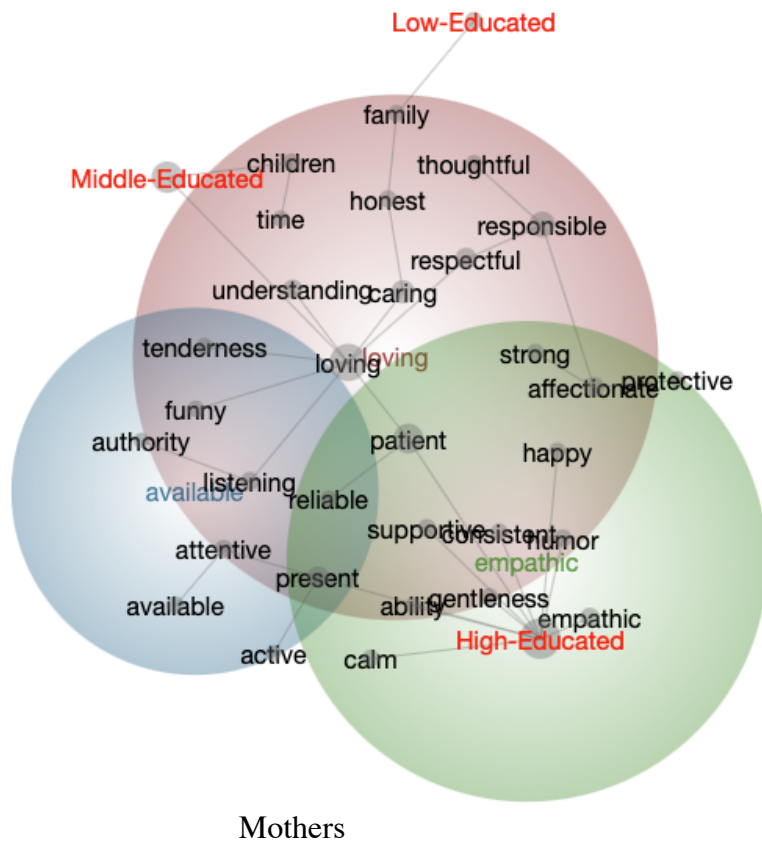 Low-Educated
family
children
thoughtful
Middle-Educated
honest
time
responsible
respectful
understanding
caring
tenderness
loving
loving
strong
affectionate
protective
funny
authority
patient
happy
listening
available
reliable
supportive
consistent
humor
attentive
empathic
present
available
ability
gentleness
empathic
High-Educated
active
calm
Mothers